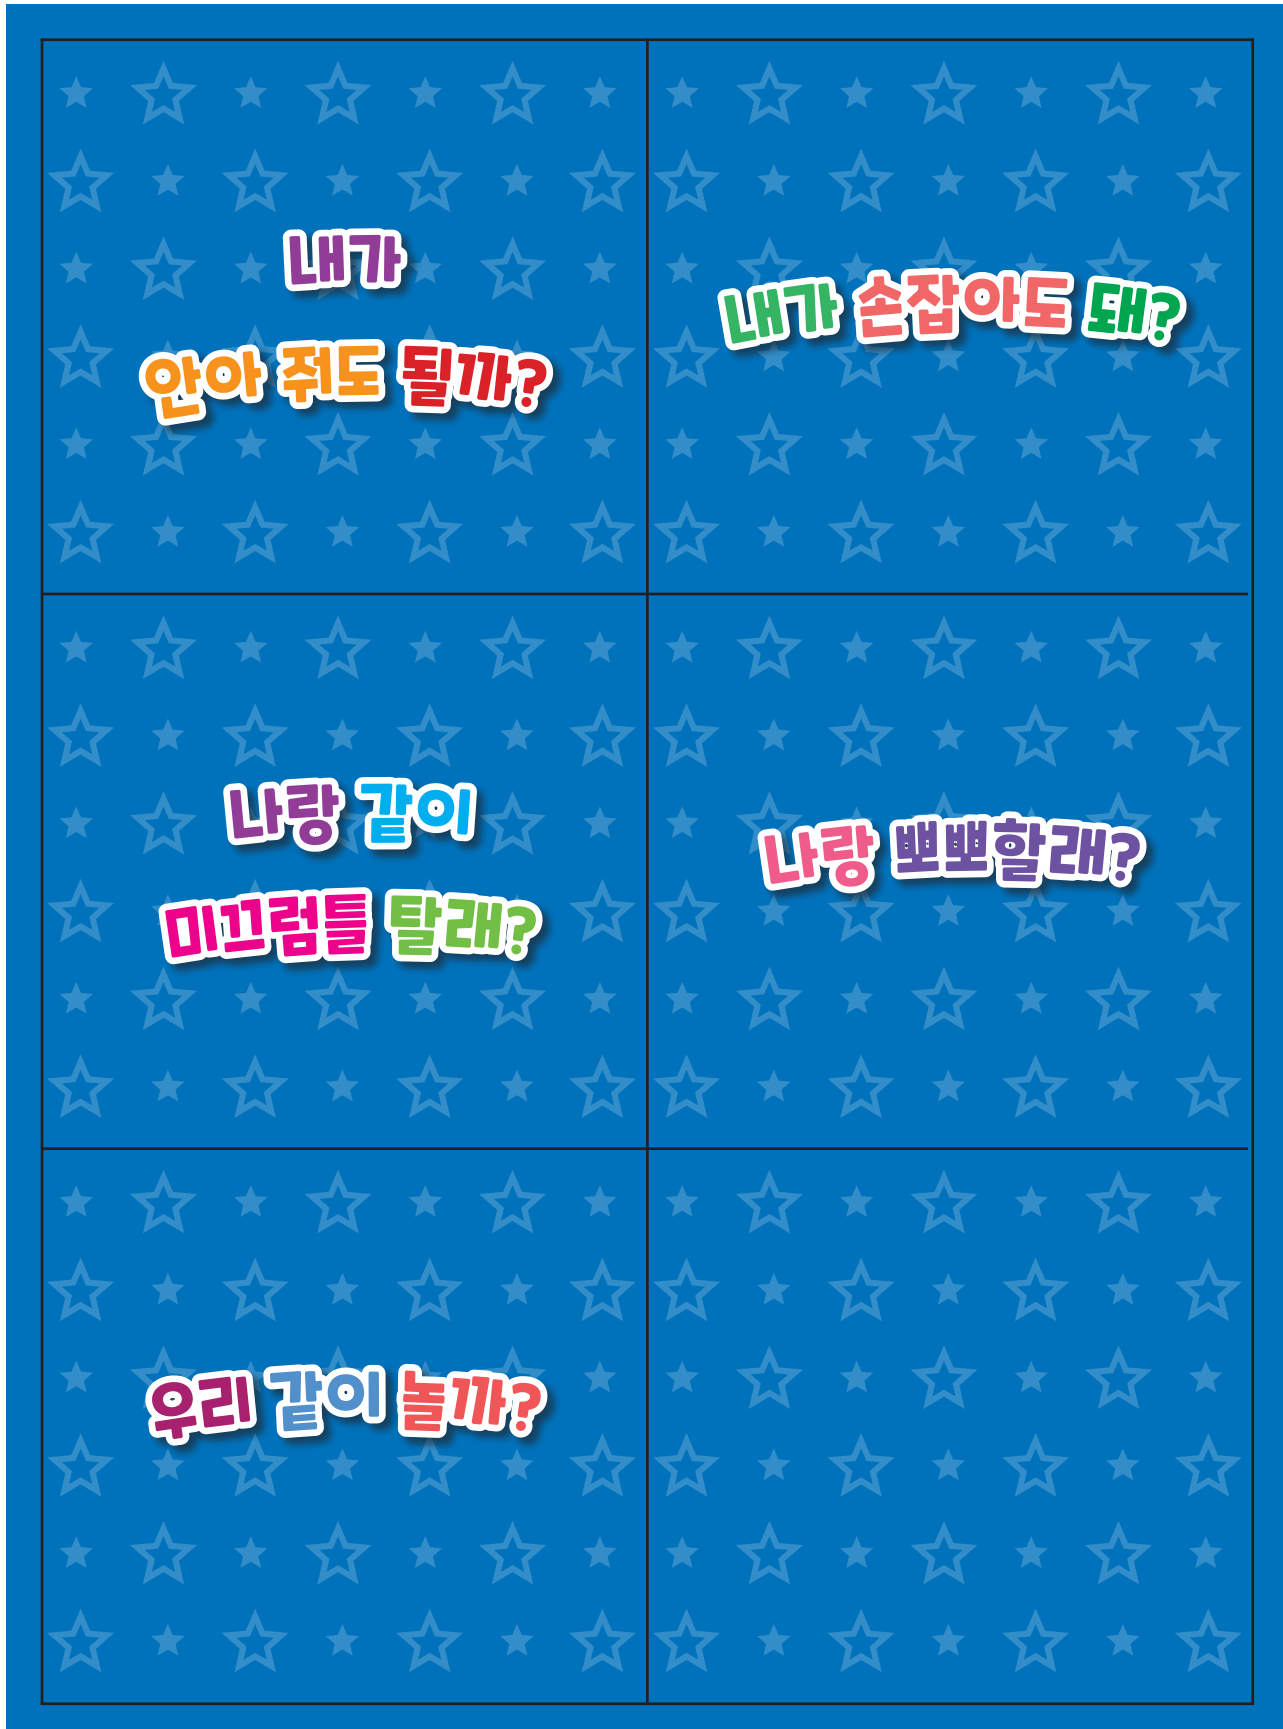 내가
안아 줘도 될까?
내가 손잡아도 돼?
나랑 같이
미끄럼틀 탈래?
나랑 뽀뽀할래?
우리 같이 놀까?